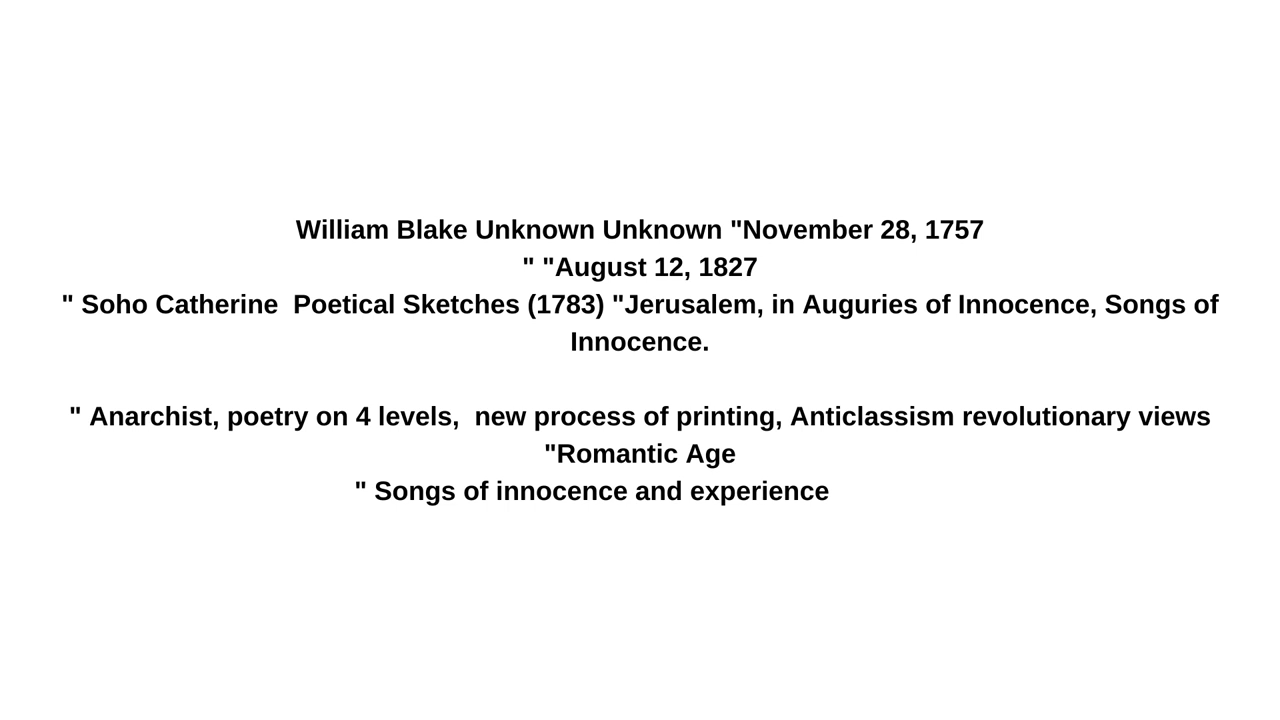 William Blake Unknown Unknown "November 28, 1757
" "August 12, 1827
" Soho Catherine  Poetical Sketches (1783) "Jerusalem, in Auguries of Innocence, Songs of
Innocence.
" Anarchist, poetry on 4 levels,  new process of printing, Anticlassism revolutionary views
"Romantic Age
" Songs of innocence and experience